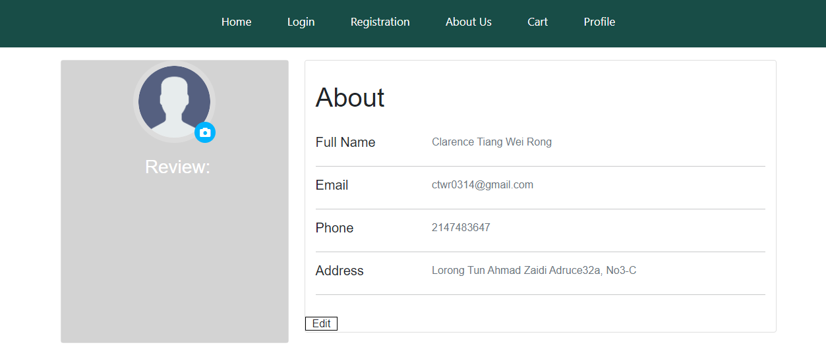 Home Login Registration About Us Cart Profile
Review:
About
Full Name Clarence Tiang Wei Rong
Email ctwr0314@gmail.com
Phone 2147483647
Address Lorong Tun Ahmad Zaidi Adruce32a, No3-C
Edit